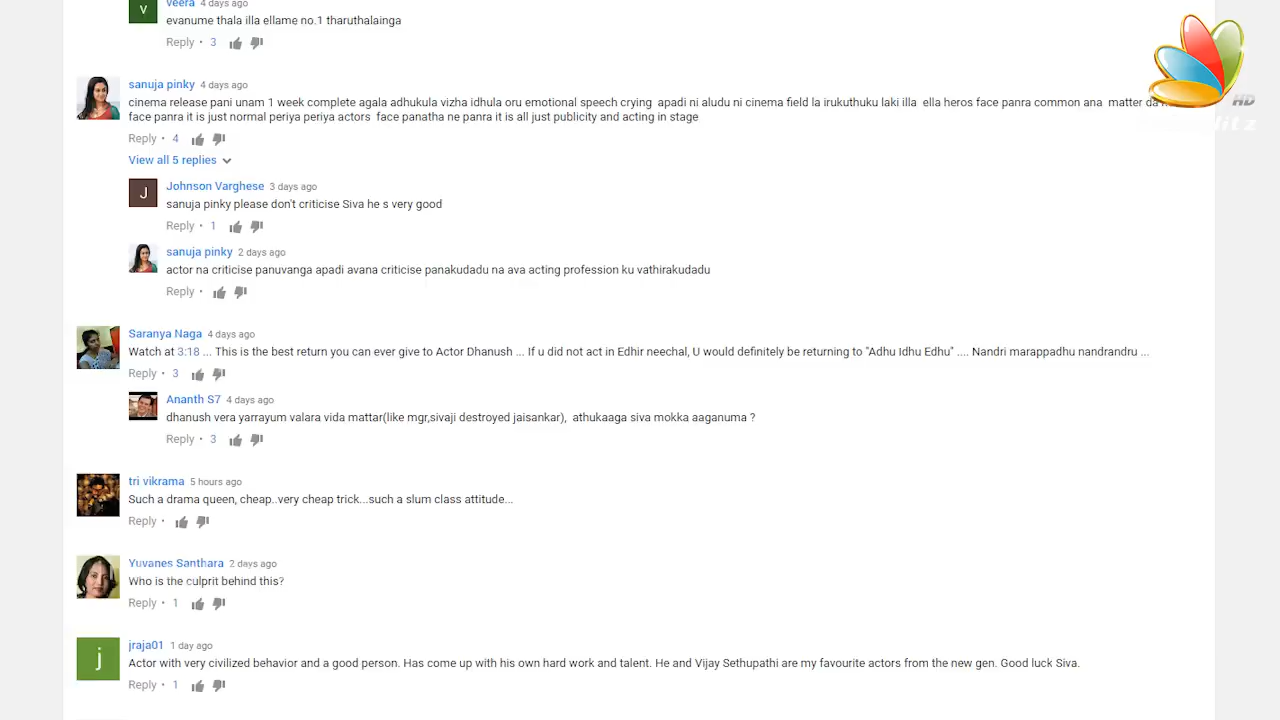 v
veera 4 days ago
evanume thala illa ellame no.1 tharuthalainga
Reply • 3
HD
sanuja pinky 4 days ago
cinema release pani unam 1 week complete agala adhukula vizha idhula oru emotional speech crying apadi ni aludu ni cinema field la irukuthuku laki illa ella heros face panra common ana matter da
face panra it is just normal periya periya actors face panatha ne panra it is all just publicity and acting in stage
Reply • 4
View all 5 replies
J
Johnson Varghese 3 days ago
sanuja pinky please don't criticise Siva he s very good
Reply • 1
sanuja pinky 2 days ago
actor na criticise panuvanga apadi avana criticise panakudadu na ava acting profession ku vathirakudadu
Reply •
Saranya Naga 4 days ago
Watch at 3:18 ... This is the best return you can ever give to Actor Dhanush ... If u did not act in Edhir neechal, U would definitely be returning to "Adhu Idhu Edhu" .... Nandri marappadhu nandrandru ...
Reply • 3
Ananth S7 4 days ago
dhanush vera yarrayum valara vida mattar(like mgr,sivaji destroyed jaisankar), athukaaga siva mokka aaganuma ?
Reply • 3
tri vikrama 5 hours ago
Such a drama queen, cheap..very cheap trick...such a slum class attitude...
Reply •
Yuvanes Santhara 2 days ago
Who is the culprit behind this?
Reply • 1
j
jraja01 1 day ago
Actor with very civilized behavior and a good person. Has come up with his own hard work and talent. He and Vijay Sethupathi are my favourite actors from the new gen. Good luck Siva.
Reply • 1